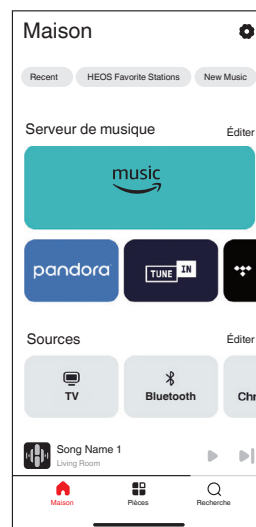 Maison
Recent HEOS Favorite Stations New Music
Serveur de musique Éditer
music
pandora TUNE IN
Sources Éditer
TV Bluetooth Chr
Song Name 1
Living Room
Maison Pièces Recherche